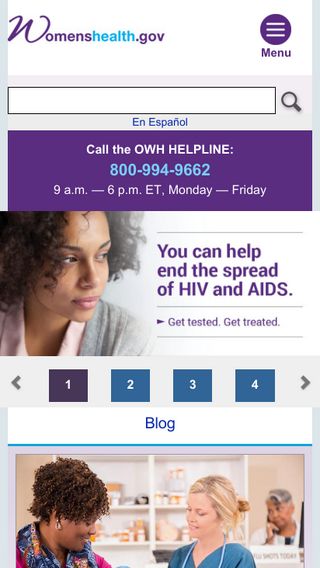 Womenshealth.gov
Menu
En Español
Call the OWH HELPLINE:
800-994-9662
9 a.m. — 6 p.m. ET, Monday — Friday
You can help
end the spread
of HIV and AIDS.
► Get tested. Get treated.
1 2 3 4
Blog
FLU SHOTS TODAY